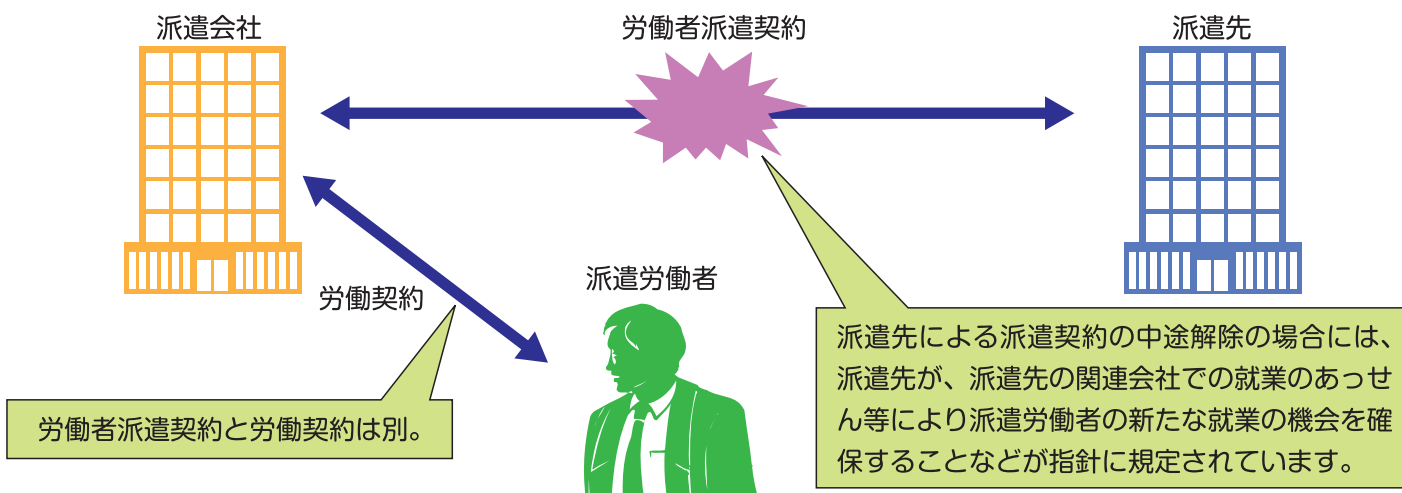 派遣会社
労働者派遣契約
派遣先
労働契約
派遣労働者
労働者派遣契約と労働契約は別。
派遣先による派遣契約の中途解除の場合には、
派遣先が、派遣先の関連会社での就業のあっせ
ん等により派遣労働者の新たな就業の機会を確
保することなどが指針に規定されています。